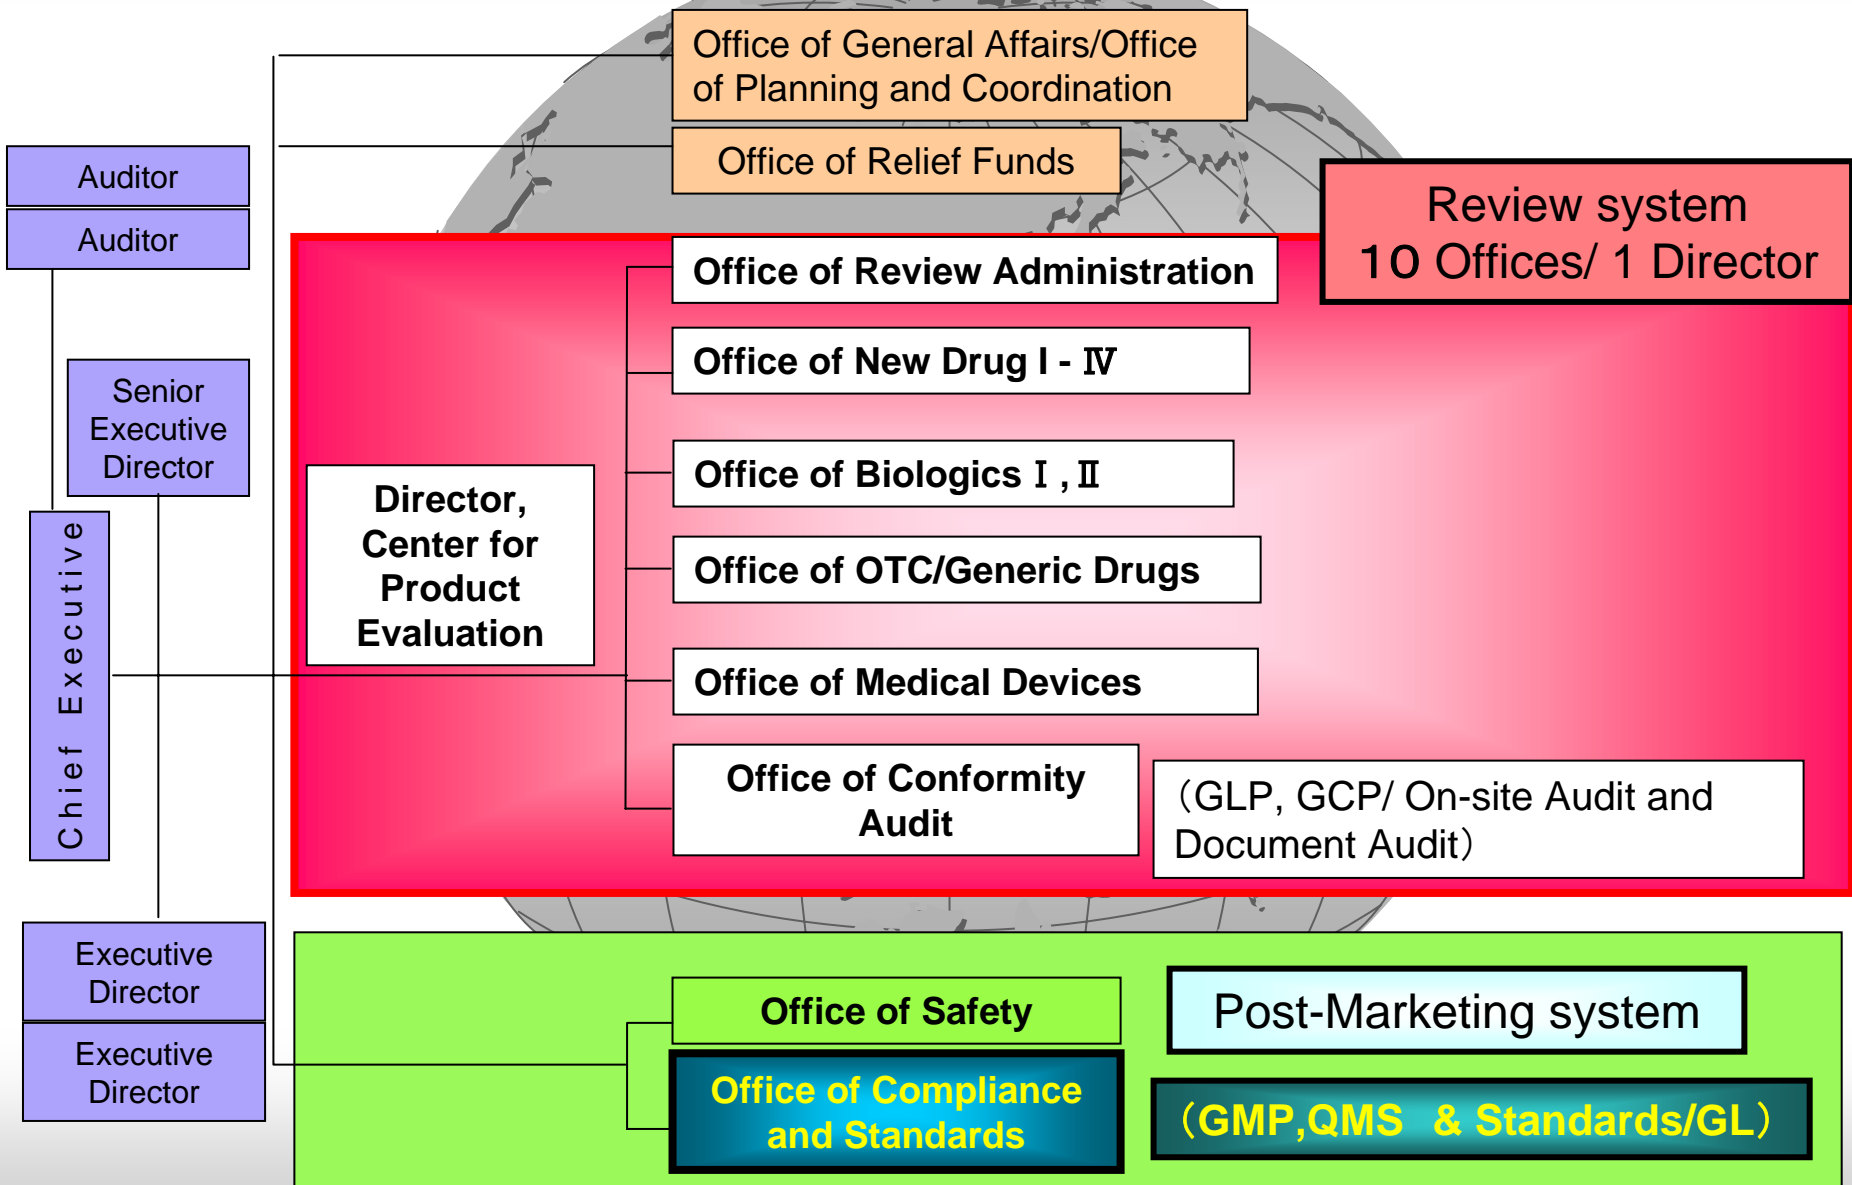 Office of General Affairs/Office
of Planning and Coordination
Office of Relief Funds
Auditor
Auditor
Review system
10 Offices/ 1 Director
Office of Review Administration
Office of New Drug I - Ⅳ
Senior
Executive
Director
Office of Biologics Ⅰ , Ⅱ
Director,
Center for
Product
Evaluation
Chief Executive
Office of OTC/Generic Drugs
Office of Medical Devices
Office of Conformity
Audit
（GLP, GCP/ On-site Audit and
Document Audit）
Executive
Director
Executive
Director
Office of Safety
Post-Marketing system
Office of Compliance
and Standards
（GMP,QMS & Standards/GL）